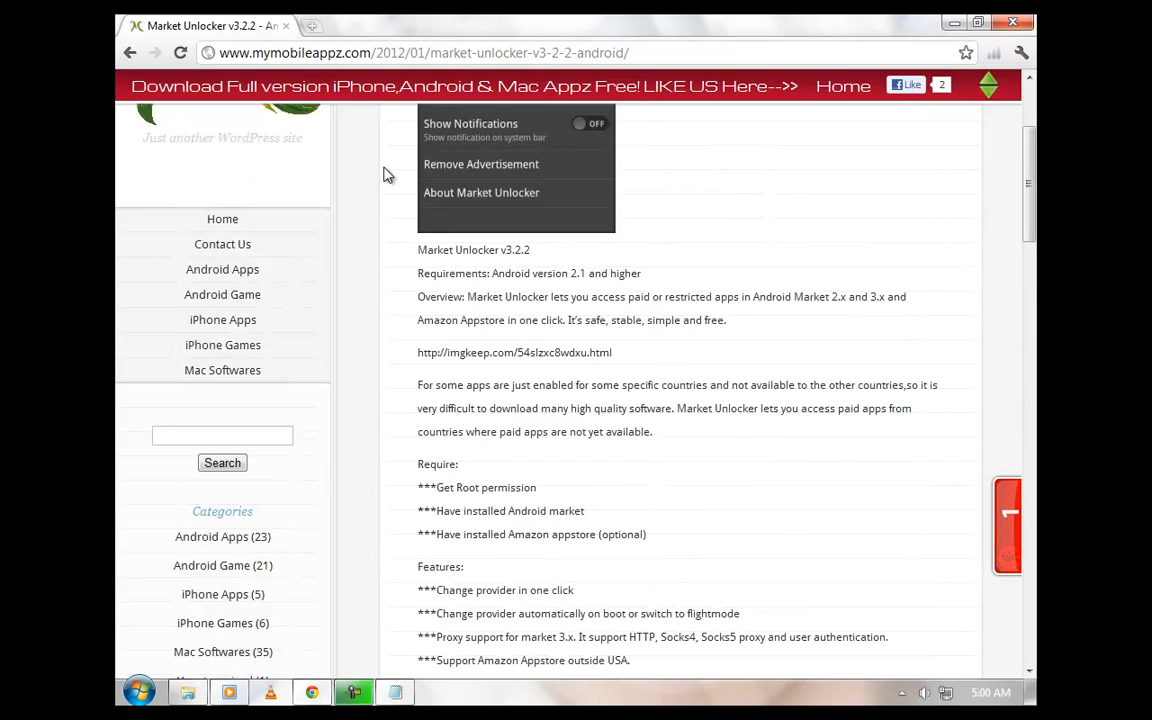 Market Unlocker v3.2.2 - An
www.mymobileappz.com/2012/01/market-unlocker-v3-2-2-android/
Download Full version iPhone,Android & Mac Appz Free! LIKE US Here-->> Home Like 2
Just another WordPress site
Home
Contact Us
Android Apps
Android Game
iPhone Apps
iPhone Games
Mac Softwares
Search
Categories
Android Apps (23)
Android Game (21)
iPhone Apps (5)
iPhone Games (6)
Mac Softwares (35)
Show Notifications OFF
Show notification on system bar
Remove Advertisement
About Market Unlocker
Market Unlocker v3.2.2
Requirements: Android version 2.1 and higher
Overview: Market Unlocker lets you access paid or restricted apps in Android Market 2.x and 3.x and
Amazon Appstore in one click. It's safe, stable, simple and free.
http://imgkeep.com/54slzxc8wdxu.html
For some apps are just enabled for some specific countries and not available to the other countries,so it is
very difficult to download many high quality software. Market Unlocker lets you access paid apps from
countries where paid apps are not yet available.
Require:
***Get Root permission
***Have installed Android market
***Have installed Amazon appstore (optional)
Features:
***Change provider in one click
***Change provider automatically on boot or switch to flightmode
***Proxy support for market 3.x. It support HTTP, Socks4, Socks5 proxy and user authentication.
***Support Amazon Appstore outside USA.
1
5:00 AM